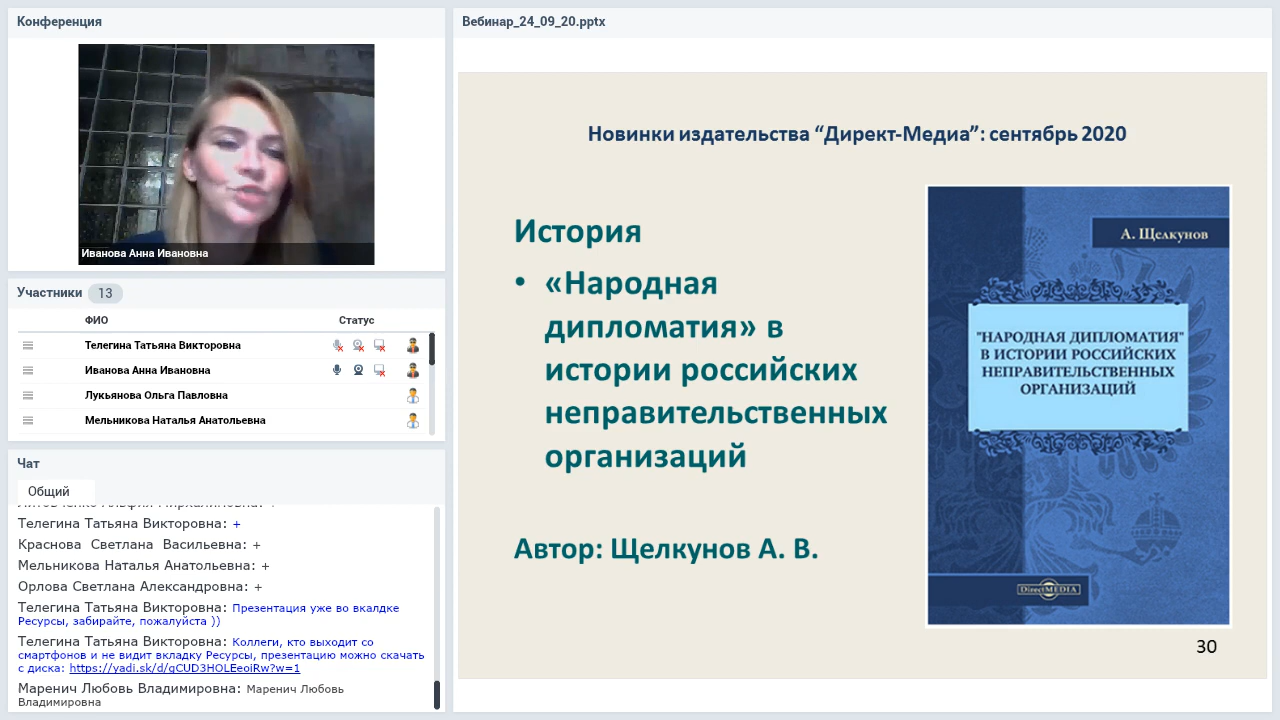 Конференция
Иванова Анна Ивановна
Участники 13
ФИО Статус
Телегина Татьяна Викторовна
Иванова Анна Ивановна
Лукьянова Ольга Павловна
Мельникова Наталья Анатольевна
Чат
Общий
Телегина Татьяна Викторовна: +
Краснова Светлана Васильевна: +
Мельникова Наталья Анатольевна: +
Орлова Светлана Александровна: +
Телегина Татьяна Викторовна: Презентация уже во вкалдке
Ресурсы, забирайте, пожалуйста ))
Телегина Татьяна Викторовна: Коллеги, кто выходит со
смартфонов и не видит вкладку Ресурсы, презентацию можно скачать
с диска: https://yadi.sk/d/gCUD3HOLEeoiRw?w=1
Маренич Любовь Владимировна: Маренич Любовь
Владимировна
Вебинар_24_09_20.pptx
Новинки издательства “Директ-Медиа”: сентябрь 2020
История
• «Народная
дипломатия» в
истории российских
неправительственных
организаций
Автор: Щелкунов А. В.
А. Щелкунов
"НАРОДНАЯ ДИПЛОМАТИЯ"
В ИСТОРИИ РОССИЙСКИХ
НЕПРАВИТЕЛЬСТВЕННЫХ
ОРГАНИЗАЦИЙ
DirectMEDIA
30